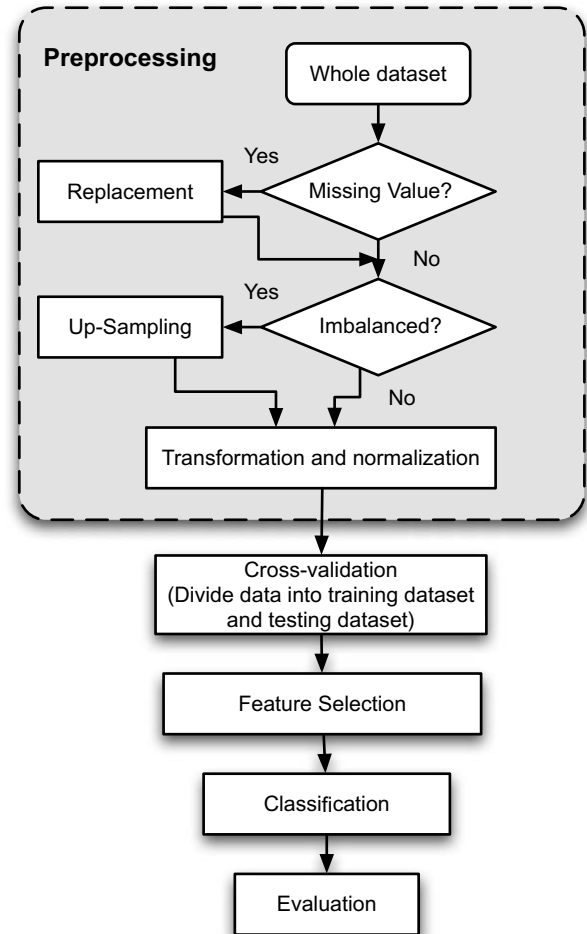 Preprocessing
Whole dataset
Yes
Missing Value?
Replacement
No
Yes
Imbalanced?
Up-Sampling
No
Transformation and normalization
Cross-validation
(Divide data into training dataset
and testing dataset)
Feature Selection
Classification
Evaluation